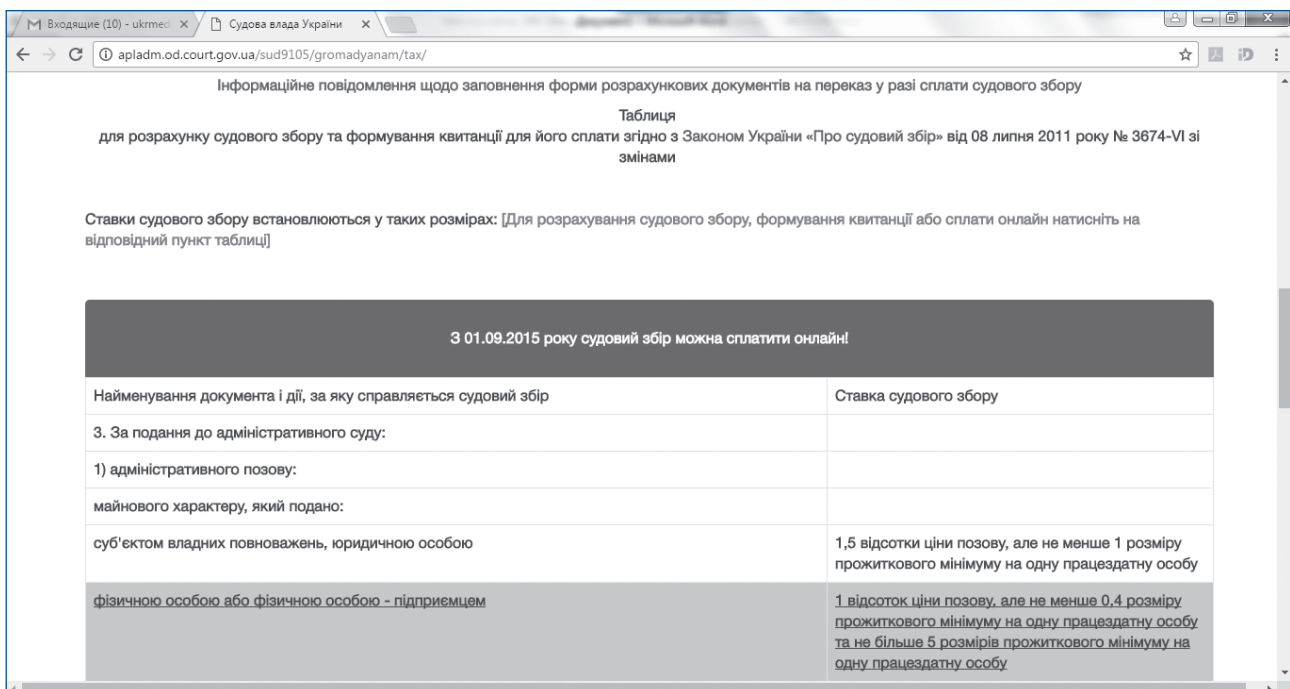 Входящие (10) - ukrmed
Судова влада України
apladm.od.court.gov.ua/sud9105/gromadyanam/tax/
Інформаційне повідомлення щодо заповнення форми розрахункових документів на переказ у разі сплати судового збору
Таблиця
для розрахунку судового збору та формування квитанції для його сплати згідно з Законом України «Про судовий збір» від 08 липня 2011 року № 3674-VI зі
змінами
Ставки судового збору встановлюються у таких розмірах: [Для розрахування судового збору, формування квитанції або сплати онлайн натисніть на
відповідний пункт таблиці]
З 01.09.2015 року судовий збір можна сплатити онлайн!
Найменування документа і дії, за яку справляється судовий збір
Ставка судового збору
3. За подання до адміністративного суду:
1) адміністративного позову:
майнового характеру, який подано:
суб'єктом владних повноважень, юридичною особою
1,5 відсотки ціни позову, але не менше 1 розміру
прожиткового мінімуму на одну працездатну особу
фізичною особою або фізичною особою - підприємцем
1 відсоток ціни позову, але не менше 0,4 розміру
прожиткового мінімуму на одну працездатну особу
та не більше 5 розмірів прожиткового мінімуму на
одну працездатну особу